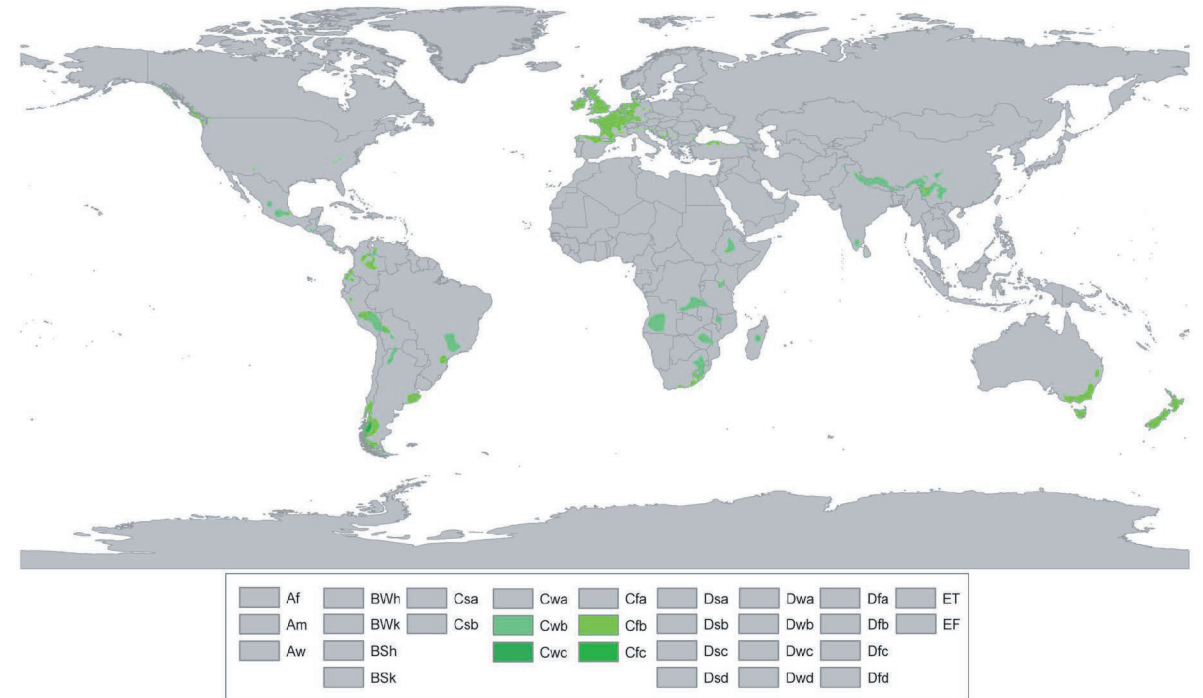 Af BWh Csa Cwa Cfa Dsa Dwa Dfa ET
Am BWk Csb Cwb Cfb Dsb Dwb Dfb EF
Aw BSh Cwc Cfc Dsc Dwc Dfc
BSk Dsd Dwd Dfd